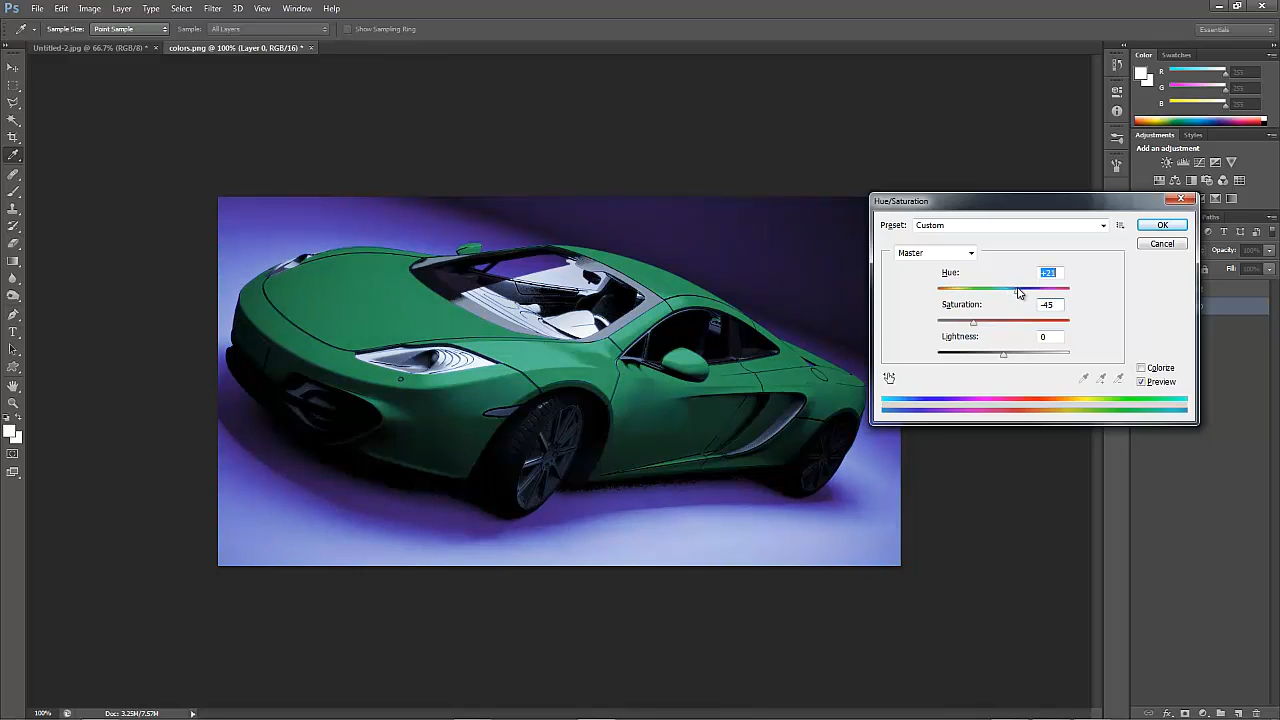 Ps File Edit Image Layer Type Select Filter 3D View Window Help
Sample Size: Point Sample Sample: All Layers Show Sampling Ring Essentials
Untitled-2.jpg @ 66.7% (RGB/8) * × colors.png @ 100% (Layer 0, RGB/16) * ×
Color Swatches
R 255
G 255
B 255
Adjustments Styles
Add an adjustment
Paths
Opacity: 100%
Fill: 100%
Hue/Saturation
Preset: Custom OK
Cancel
Master
Hue: +21
Saturation: -45
Lightness: 0
Colorize
Preview
100% Doc: 3.25M/7.57M